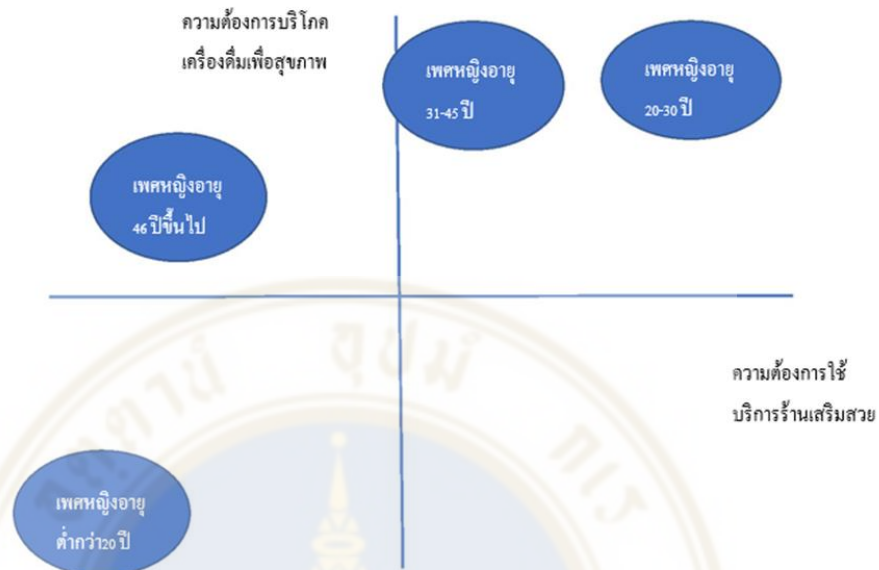 ความต้องการบริโภค
เครื่องดื่มเพื่อสุขภาพ
เพศหญิงอายุ
31-45 ปี
เพศหญิงอายุ
20-30 ปี
เพศหญิงอายุ
46 ปีขึ้นไป
ความต้องการใช้
บริการร้านเสริมสวย
เพศหญิงอายุ
ต่ำกว่า20 ปี